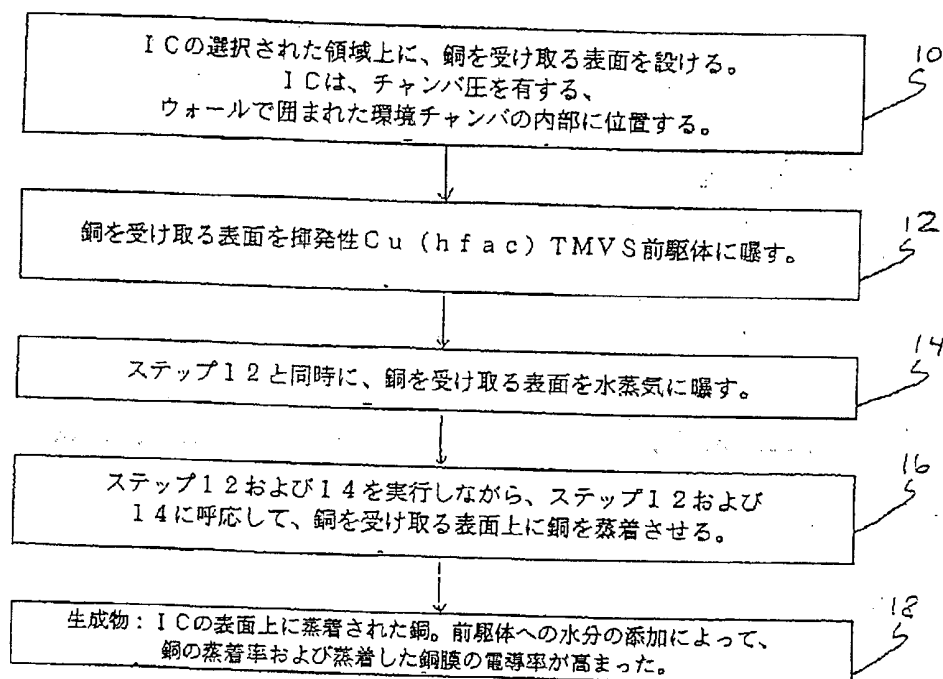 ICの選択された領域上に、銅を受け取る表面を設ける。
ICは、チャンバ圧を有する、
ウォールで囲まれた環境チャンバの内部に位置する。
10
銅を受け取る表面を揮発性Cu(hfac)TMVS前駆体に曝す。
12
ステップ12と同時に、銅を受け取る表面を水蒸気に曝す。
14
ステップ12および14を実行しながら、ステップ12および
14に呼応して、銅を受け取る表面上に銅を蒸着させる。
16
生成物:ICの表面上に蒸着された銅。前駆体への水分の添加によって、
銅の蒸着率および蒸着した銅膜の電導率が高まった。
18